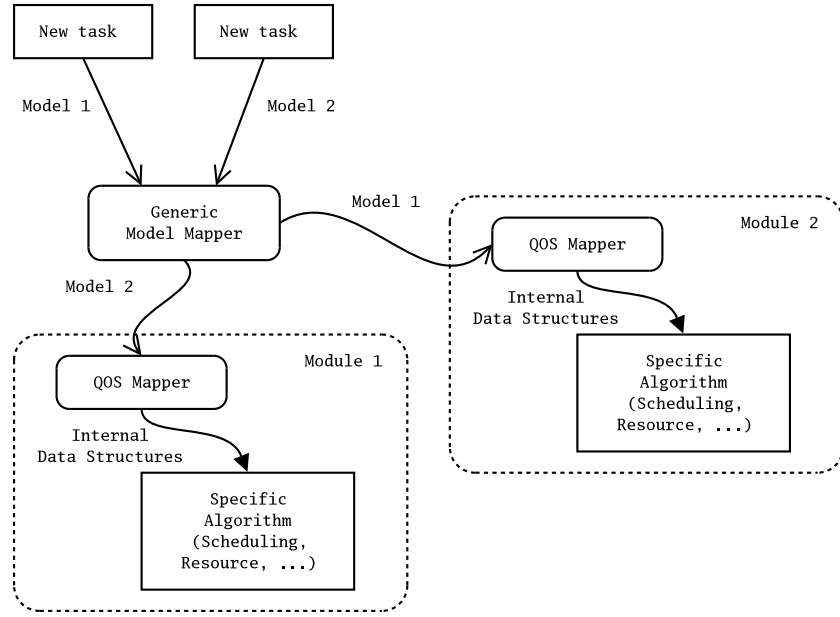 New task
New task
Model 1
Model 2
Generic
Model Mapper
Model 1
Model 2
Module 2
QOS Mapper
Internal
Data Structures
Specific
Algorithm
(Scheduling,
Resource, ...)
Module 1
QOS Mapper
Internal
Data Structures
Specific
Algorithm
(Scheduling,
Resource, ...)